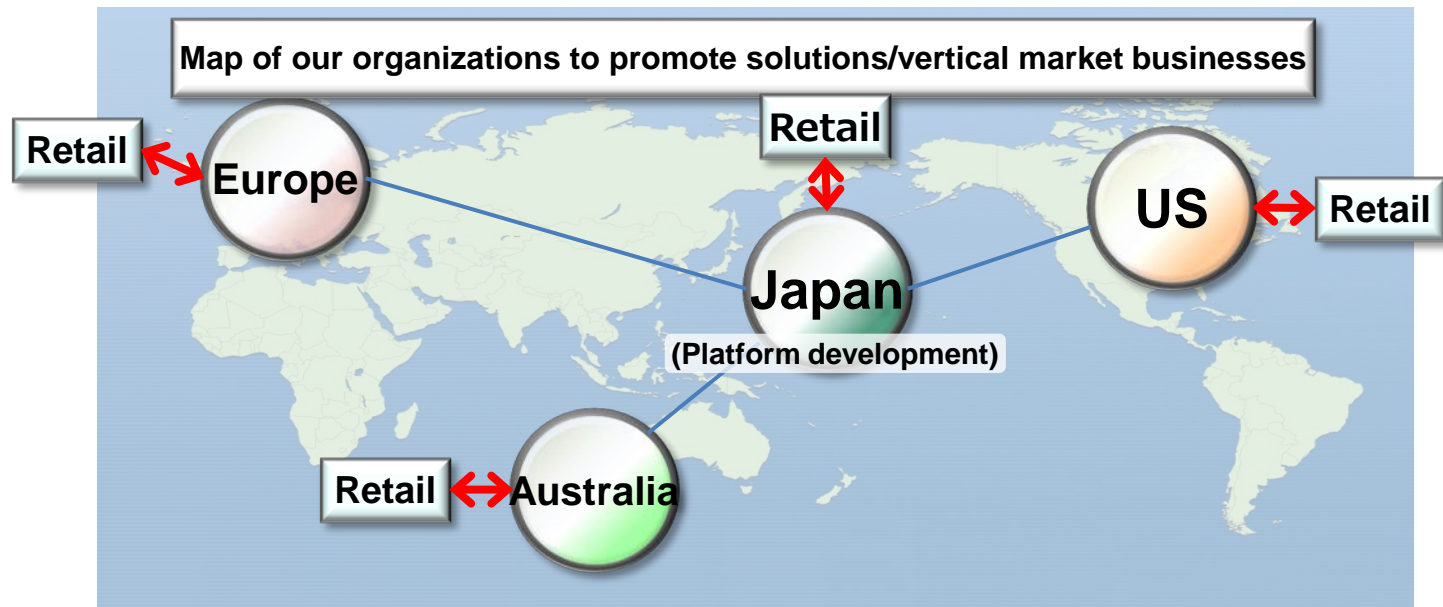 Map of our organizations to promote solutions/vertical market businesses
Retail
Retail
Europe
US
Retail
Japan
(Platform development)
Retail
Australia